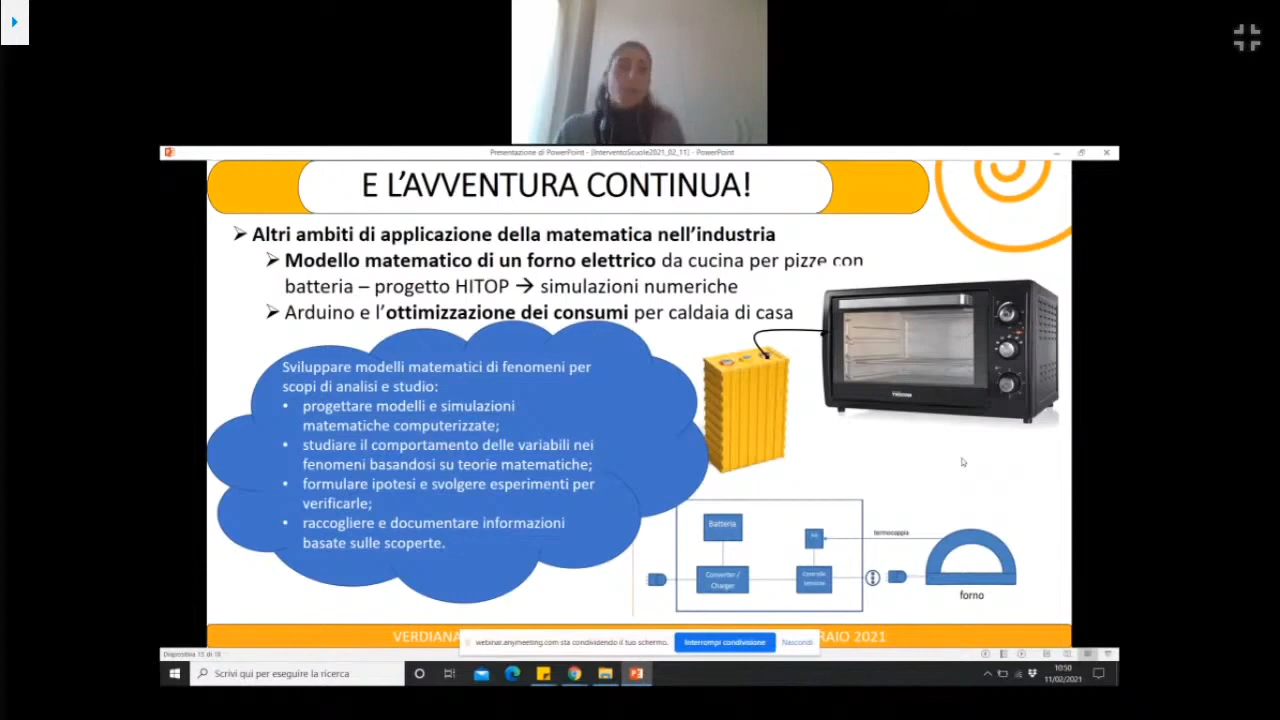 Presentazione di PowerPoint - [InterventoScuole2021_02_11] - PowerPoint
E L'AVVENTURA CONTINUA!
Altri ambiti di applicazione della matematica nell'industria
Modello matematico di un forno elettrico da cucina per pizze con
batteria – progetto HITOP → simulazioni numeriche
Arduino e l'ottimizzazione dei consumi per caldaia di casa
Sviluppare modelli matematici di fenomeni per
scopi di analisi e studio:
• progettare modelli e simulazioni
matematiche computerizzate;
• studiare il comportamento delle variabili nei
fenomeni basandosi su teorie matematiche;
• formulare ipotesi e svolgere esperimenti per
verificarle;
• raccogliere e documentare informazioni
basate sulle scoperte.
Batteria
termocoppia
Converter /
Charger
Controllo
forno
VERDIANA
RAIO 2021
webinar.anymeeting.com sta condividendo il tuo schermo.
Interrompi condivisione
Nascondi
Diapositiva 15 di 18
Scrivi qui per eseguire la ricerca
10:50
11/02/2021